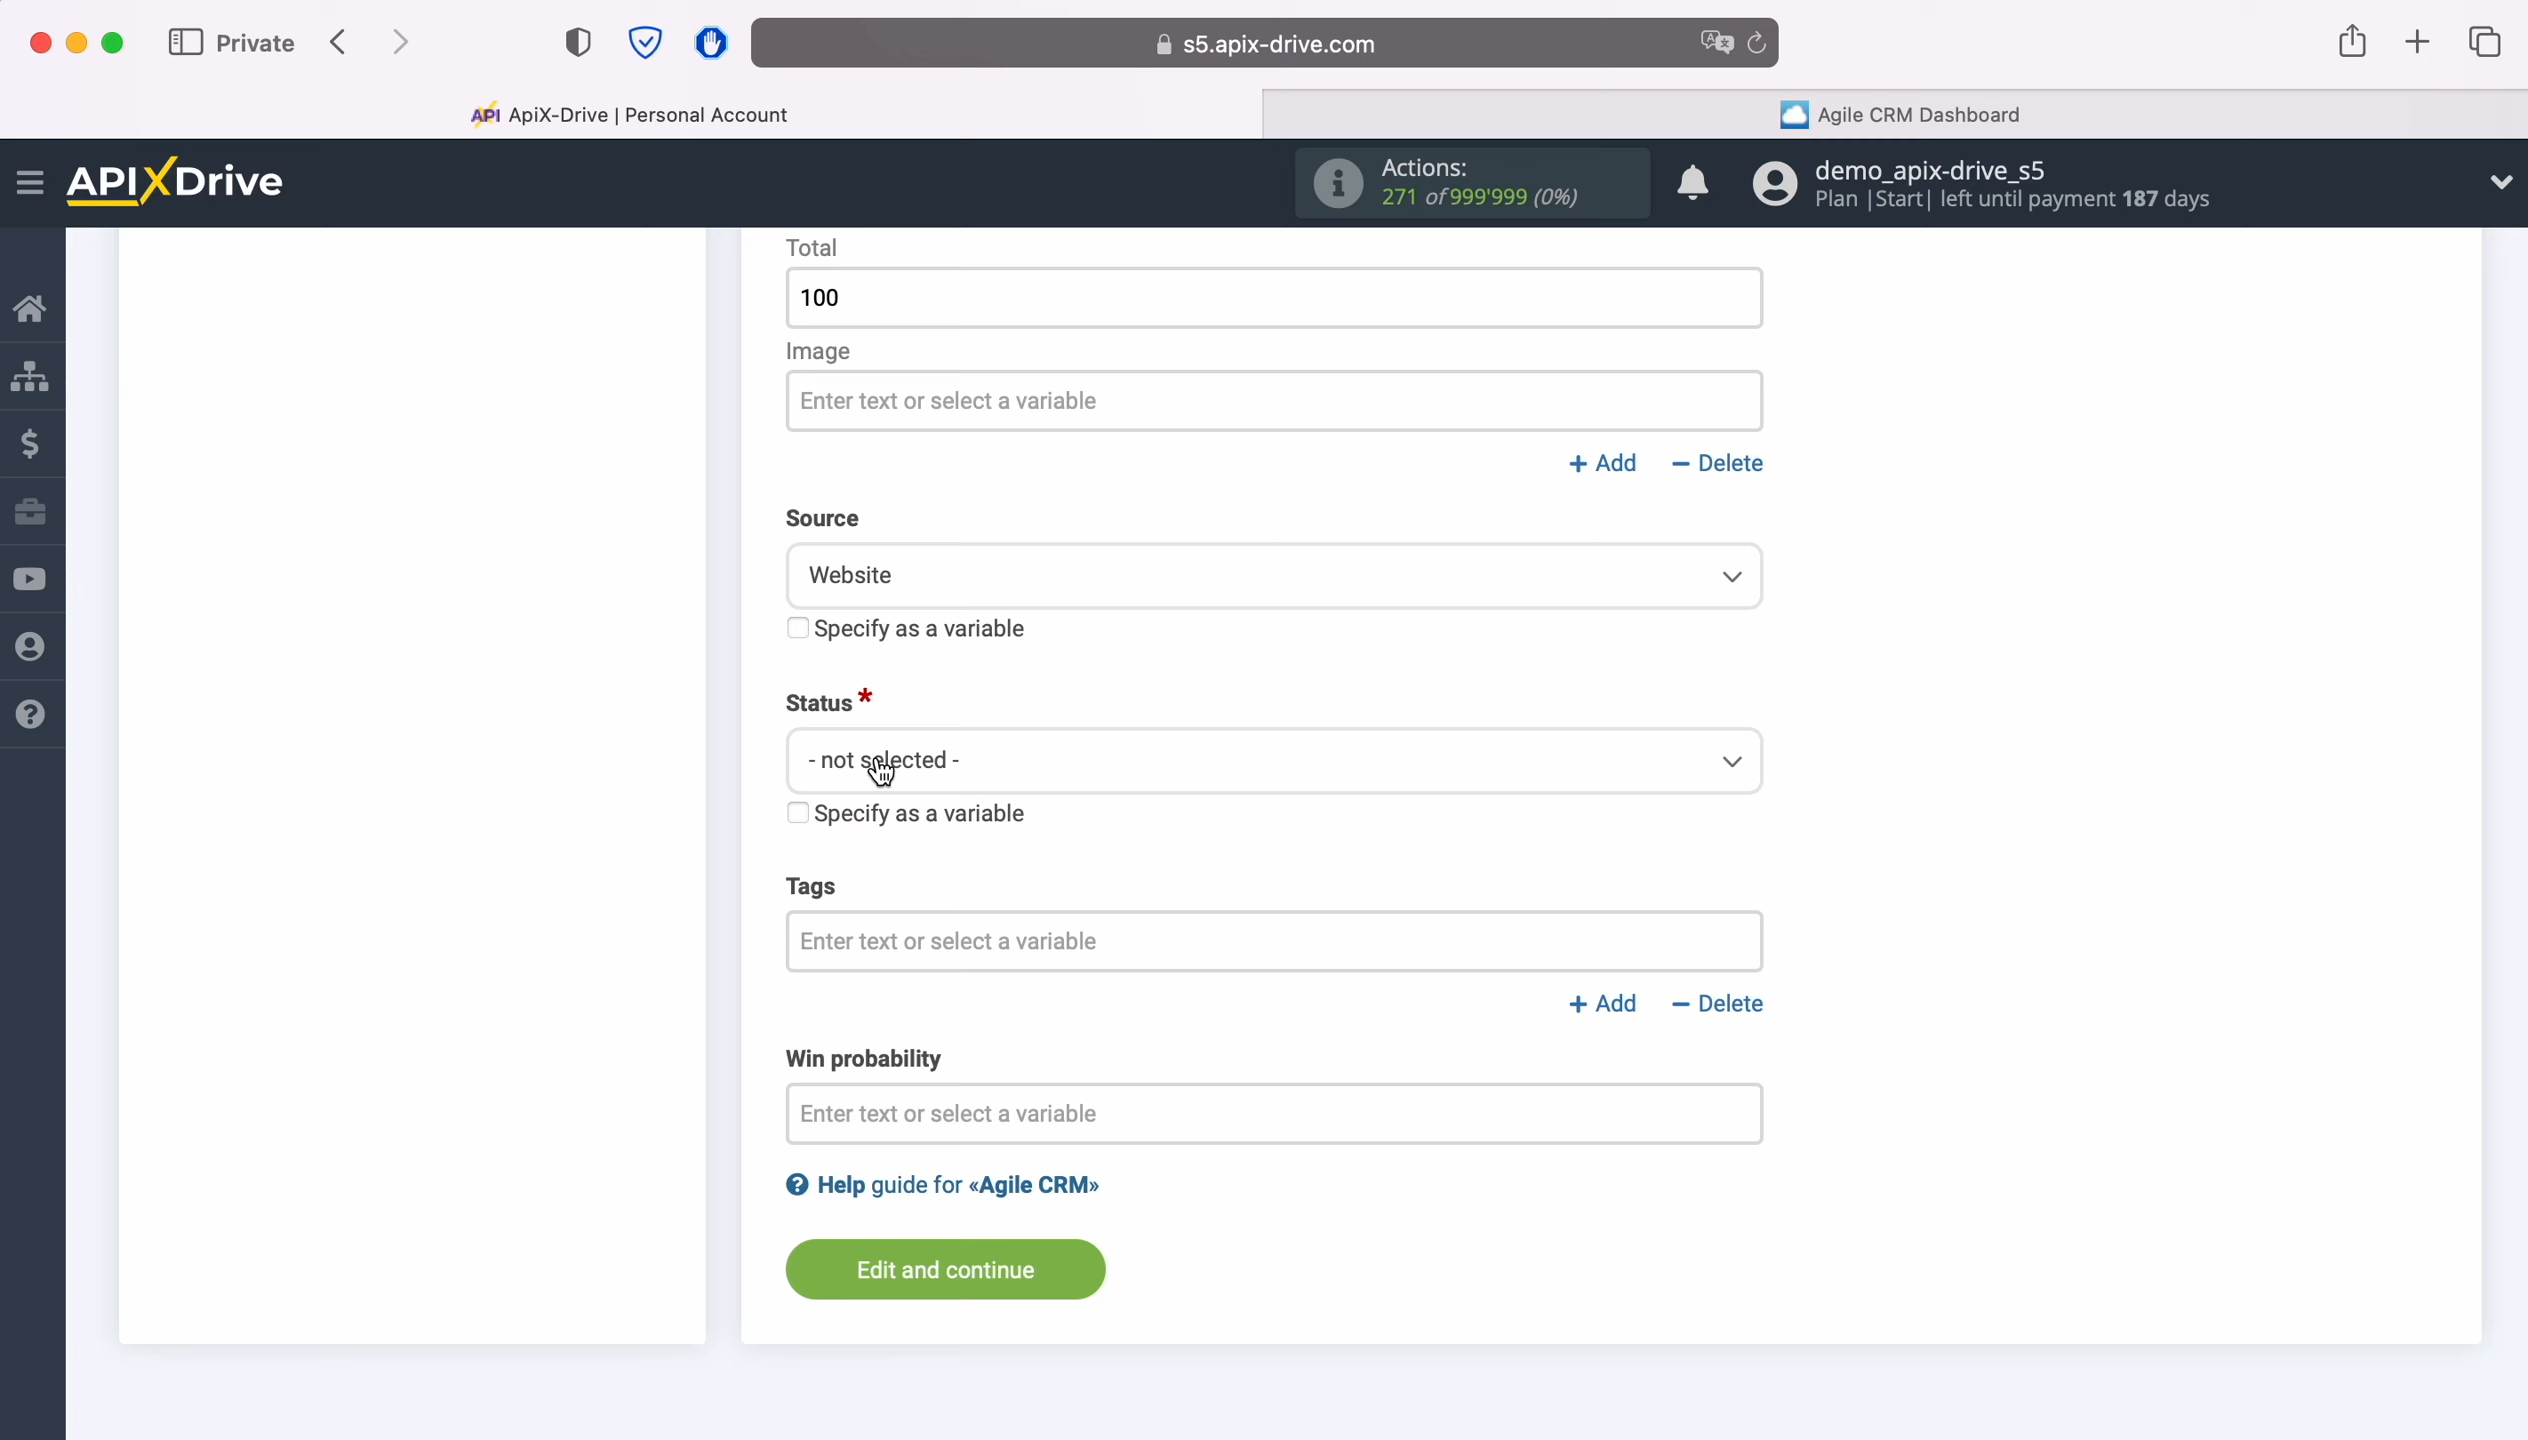 Private
s5.apix-drive.com
API ApiX-Drive | Personal Account
Agile CRM Dashboard
APIXDrive
Actions:
271 of 999'999 (0%)
demo_apix-drive_s5
Plan |Start| left until payment 187 days
Total
100
Image
Enter text or select a variable
+ Add − Delete
Source
Website
Specify as a variable
Status *
- not selected -
Specify as a variable
Tags
Enter text or select a variable
+ Add − Delete
Win probability
Enter text or select a variable
Help guide for «Agile CRM»
Edit and continue